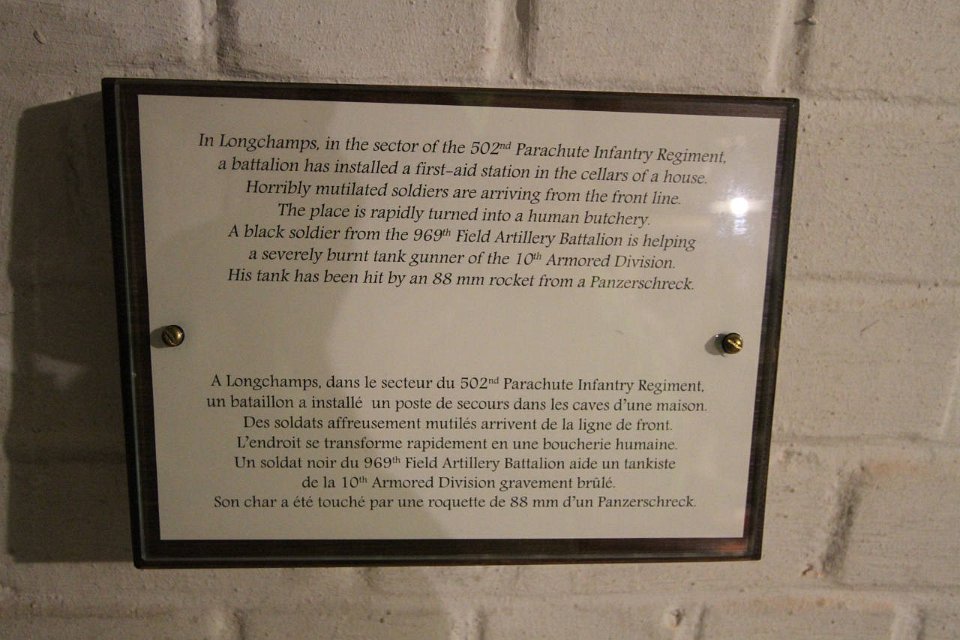 In Longchamps, in the sector of the 502nd Parachute Infantry Regiment,
a battalion has installed a first-aid station in the cellars of a house.
Horribly mutilated soldiers are arriving from the front line.
The place is rapidly turned into a human butchery.
A black soldier from the 969th Field Artillery Battalion is helping
a severely burnt tank gunner of the 10th Armored Division.
His tank has been hit by an 88 mm rocket from a Panzerschreck.
A Longchamps, dans le secteur du 502nd Parachute Infantry Regiment,
un bataillon a installé un poste de secours dans les caves d'une maison.
Des soldats affreusement mutilés arrivent de la ligne de front.
L'endroit se transforme rapidement en une boucherie humaine.
Un soldat noir du 969th Field Artillery Battalion aide un tankiste
de la 10th Armored Division gravement brûlé.
Son char a été touché par une roquette de 88 mm d'un Panzerschreck.